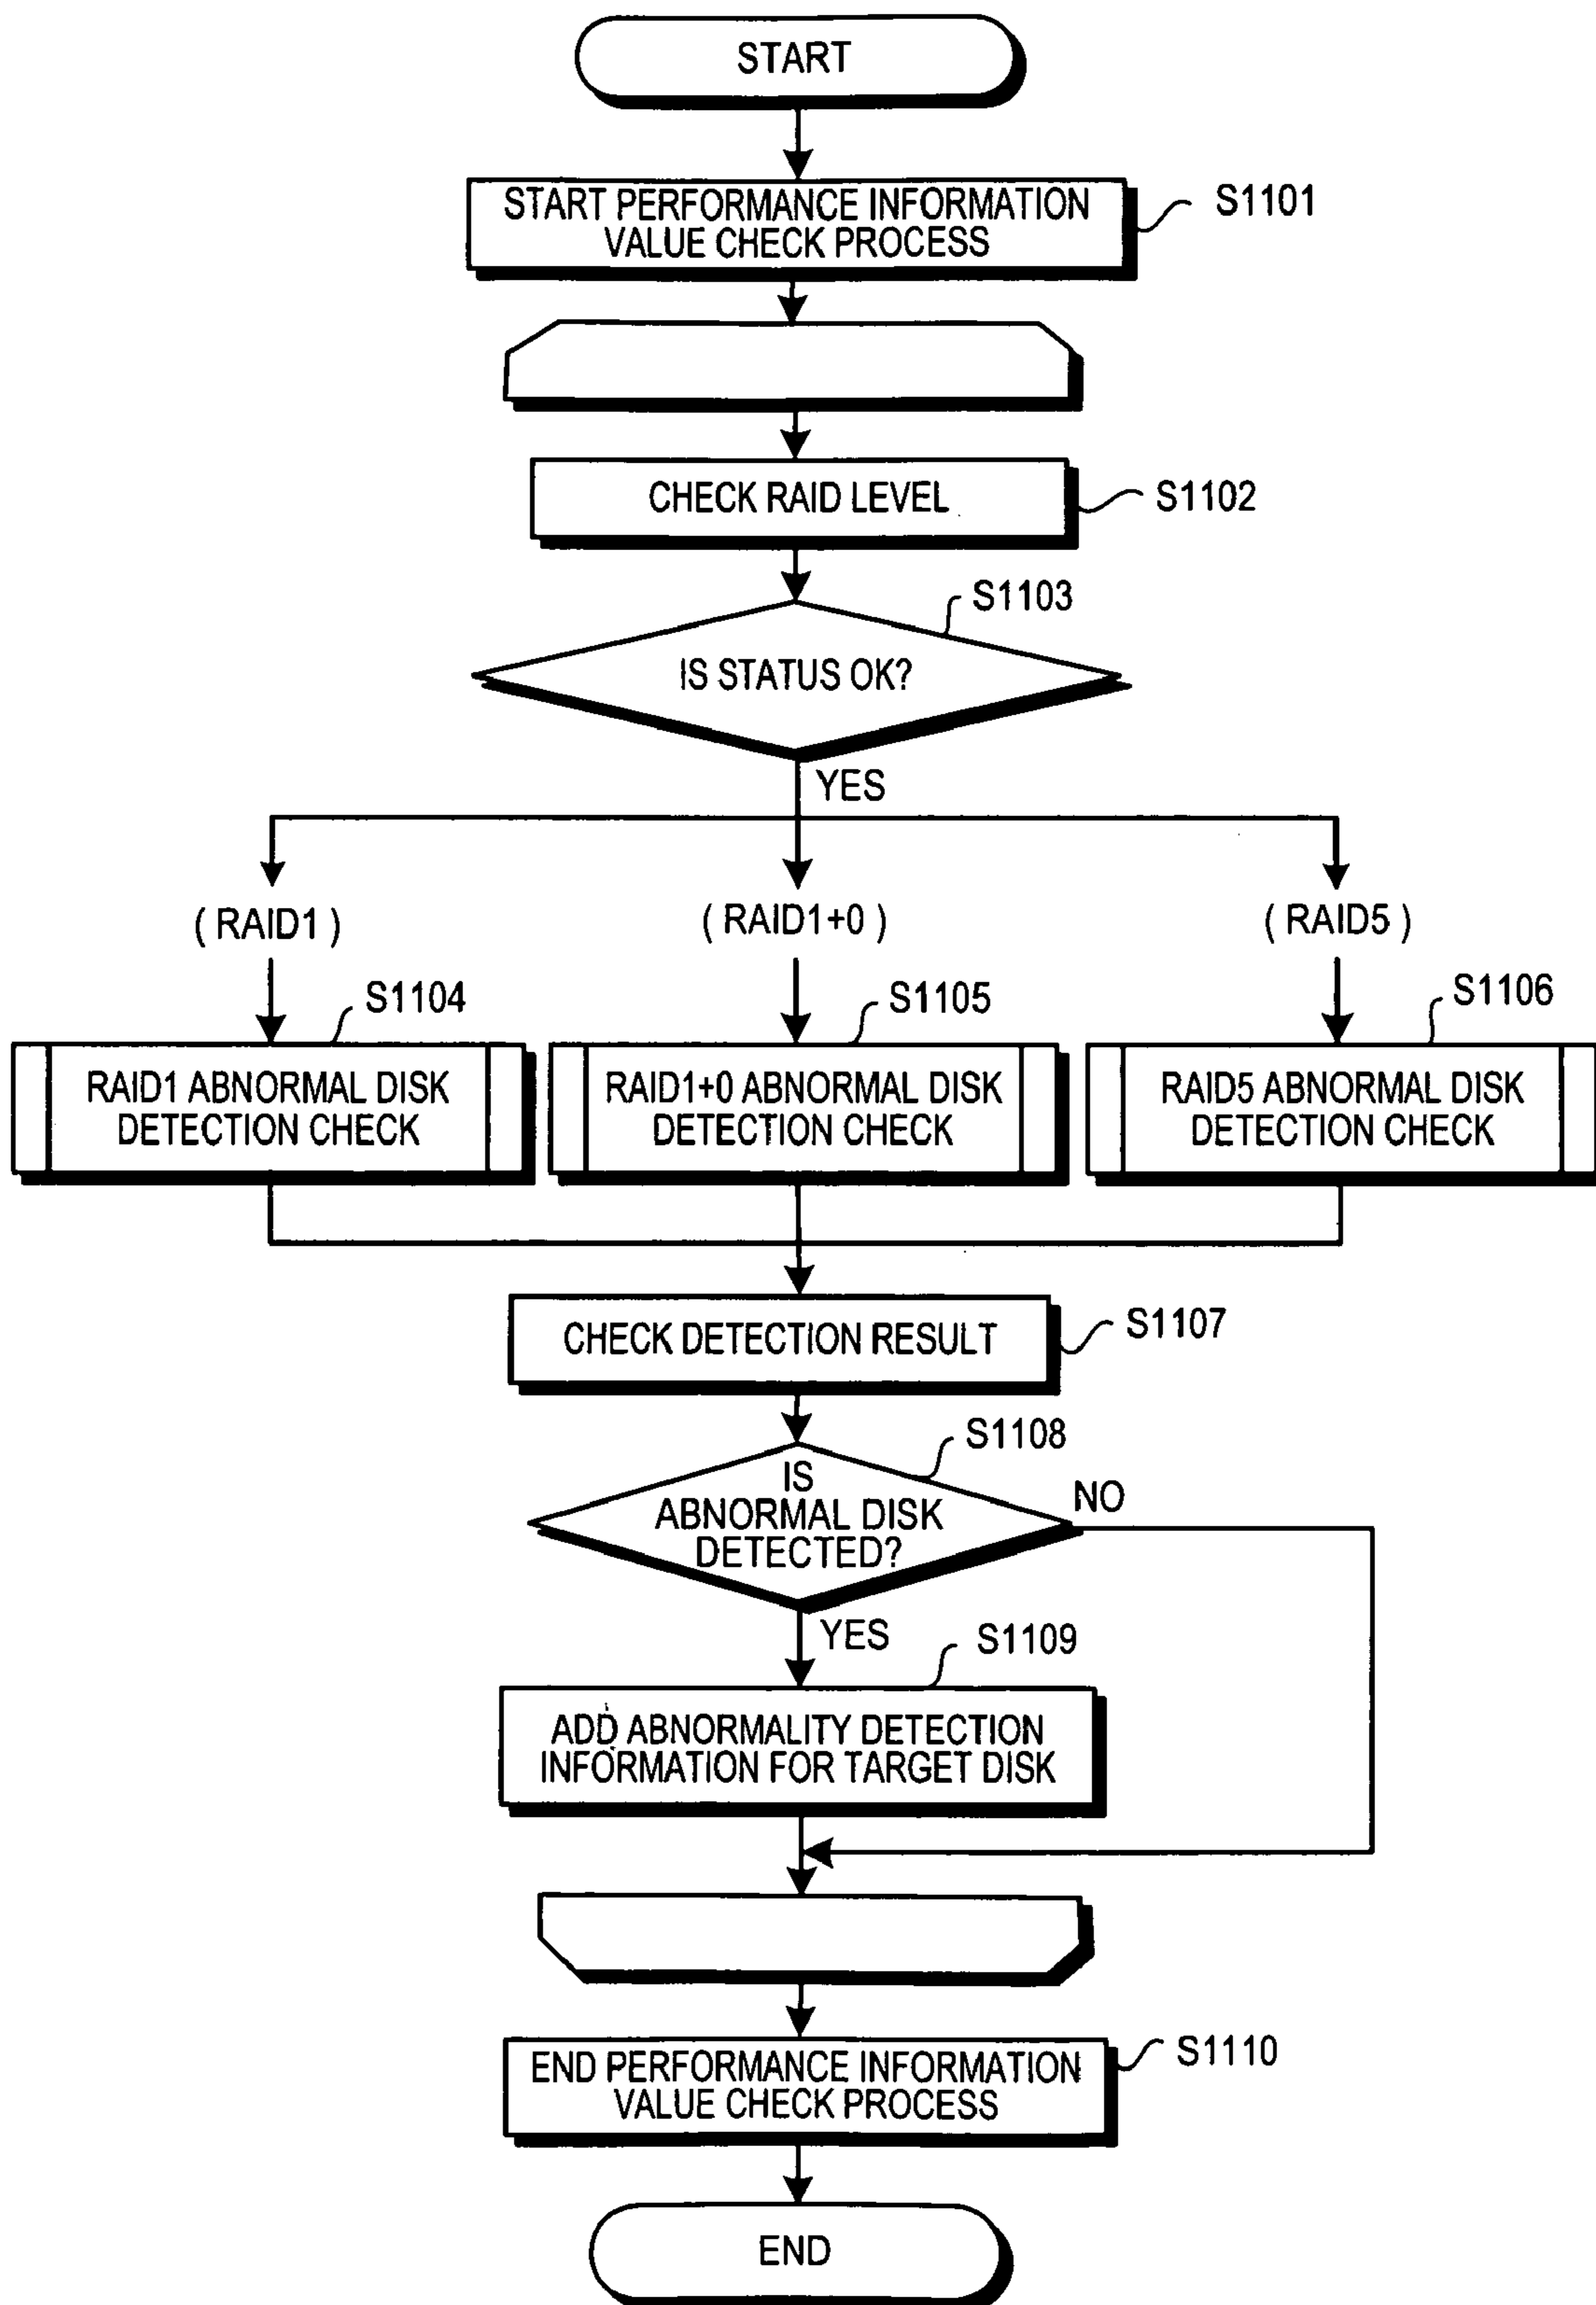 START
START PERFORMANCE INFORMATION
VALUE CHECK PROCESS
S1101
CHECK RAID LEVEL
S1102
S1103
IS STATUS OK?
YES
( RAID1 )
( RAID1+0 )
( RAID5 )
S1104
S1105
S1106
RAID1 ABNORMAL DISK
DETECTION CHECK
RAID1+0 ABNORMAL DISK
DETECTION CHECK
RAID5 ABNORMAL DISK
DETECTION CHECK
CHECK DETECTION RESULT
S1107
S1108
IS
ABNORMAL DISK
DETECTED?
NO
YES
S1109
ADD ABNORMALITY DETECTION
INFORMATION FOR TARGET DISK
END PERFORMANCE INFORMATION
VALUE CHECK PROCESS
S1110
END